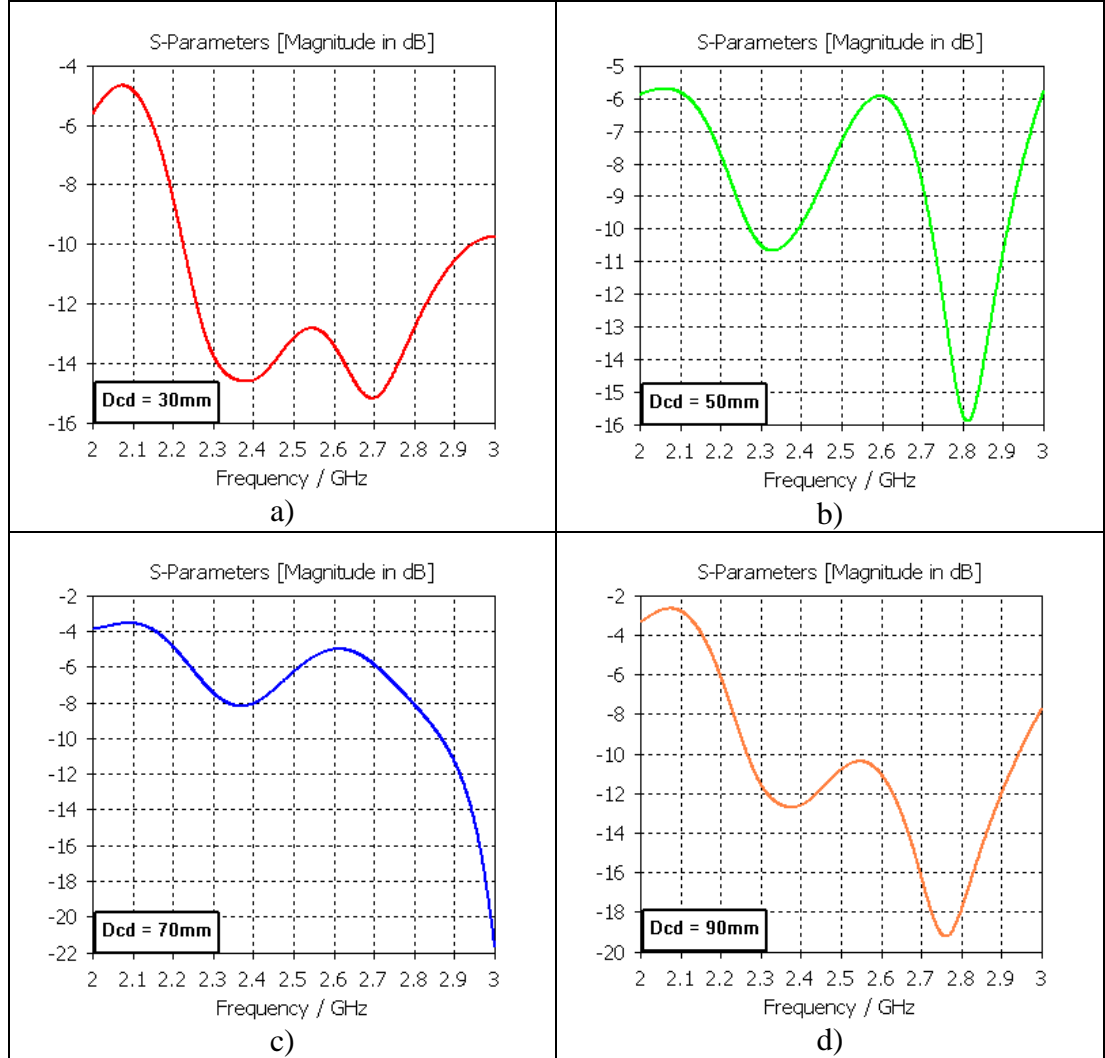 S-Parameters [Magnitude in dB]
-4
-6
-8
-10
-12
-14
-16
Dcd = 30mm
2 2.1 2.2 2.3 2.4 2.5 2.6 2.7 2.8 2.9 3
Frequency / GHz
a)
S-Parameters [Magnitude in dB]
-5
-6
-7
-8
-9
-10
-11
-12
-13
-14
-15
-16
Dcd = 50mm
2 2.1 2.2 2.3 2.4 2.5 2.6 2.7 2.8 2.9 3
Frequency / GHz
b)
S-Parameters [Magnitude in dB]
-2
-4
-6
-8
-10
-12
-14
-16
-18
-20
-22
Dcd = 70mm
2 2.1 2.2 2.3 2.4 2.5 2.6 2.7 2.8 2.9 3
Frequency / GHz
c)
S-Parameters [Magnitude in dB]
-2
-4
-6
-8
-10
-12
-14
-16
-18
-20
Dcd = 90mm
2 2.1 2.2 2.3 2.4 2.5 2.6 2.7 2.8 2.9 3
Frequency / GHz
d)